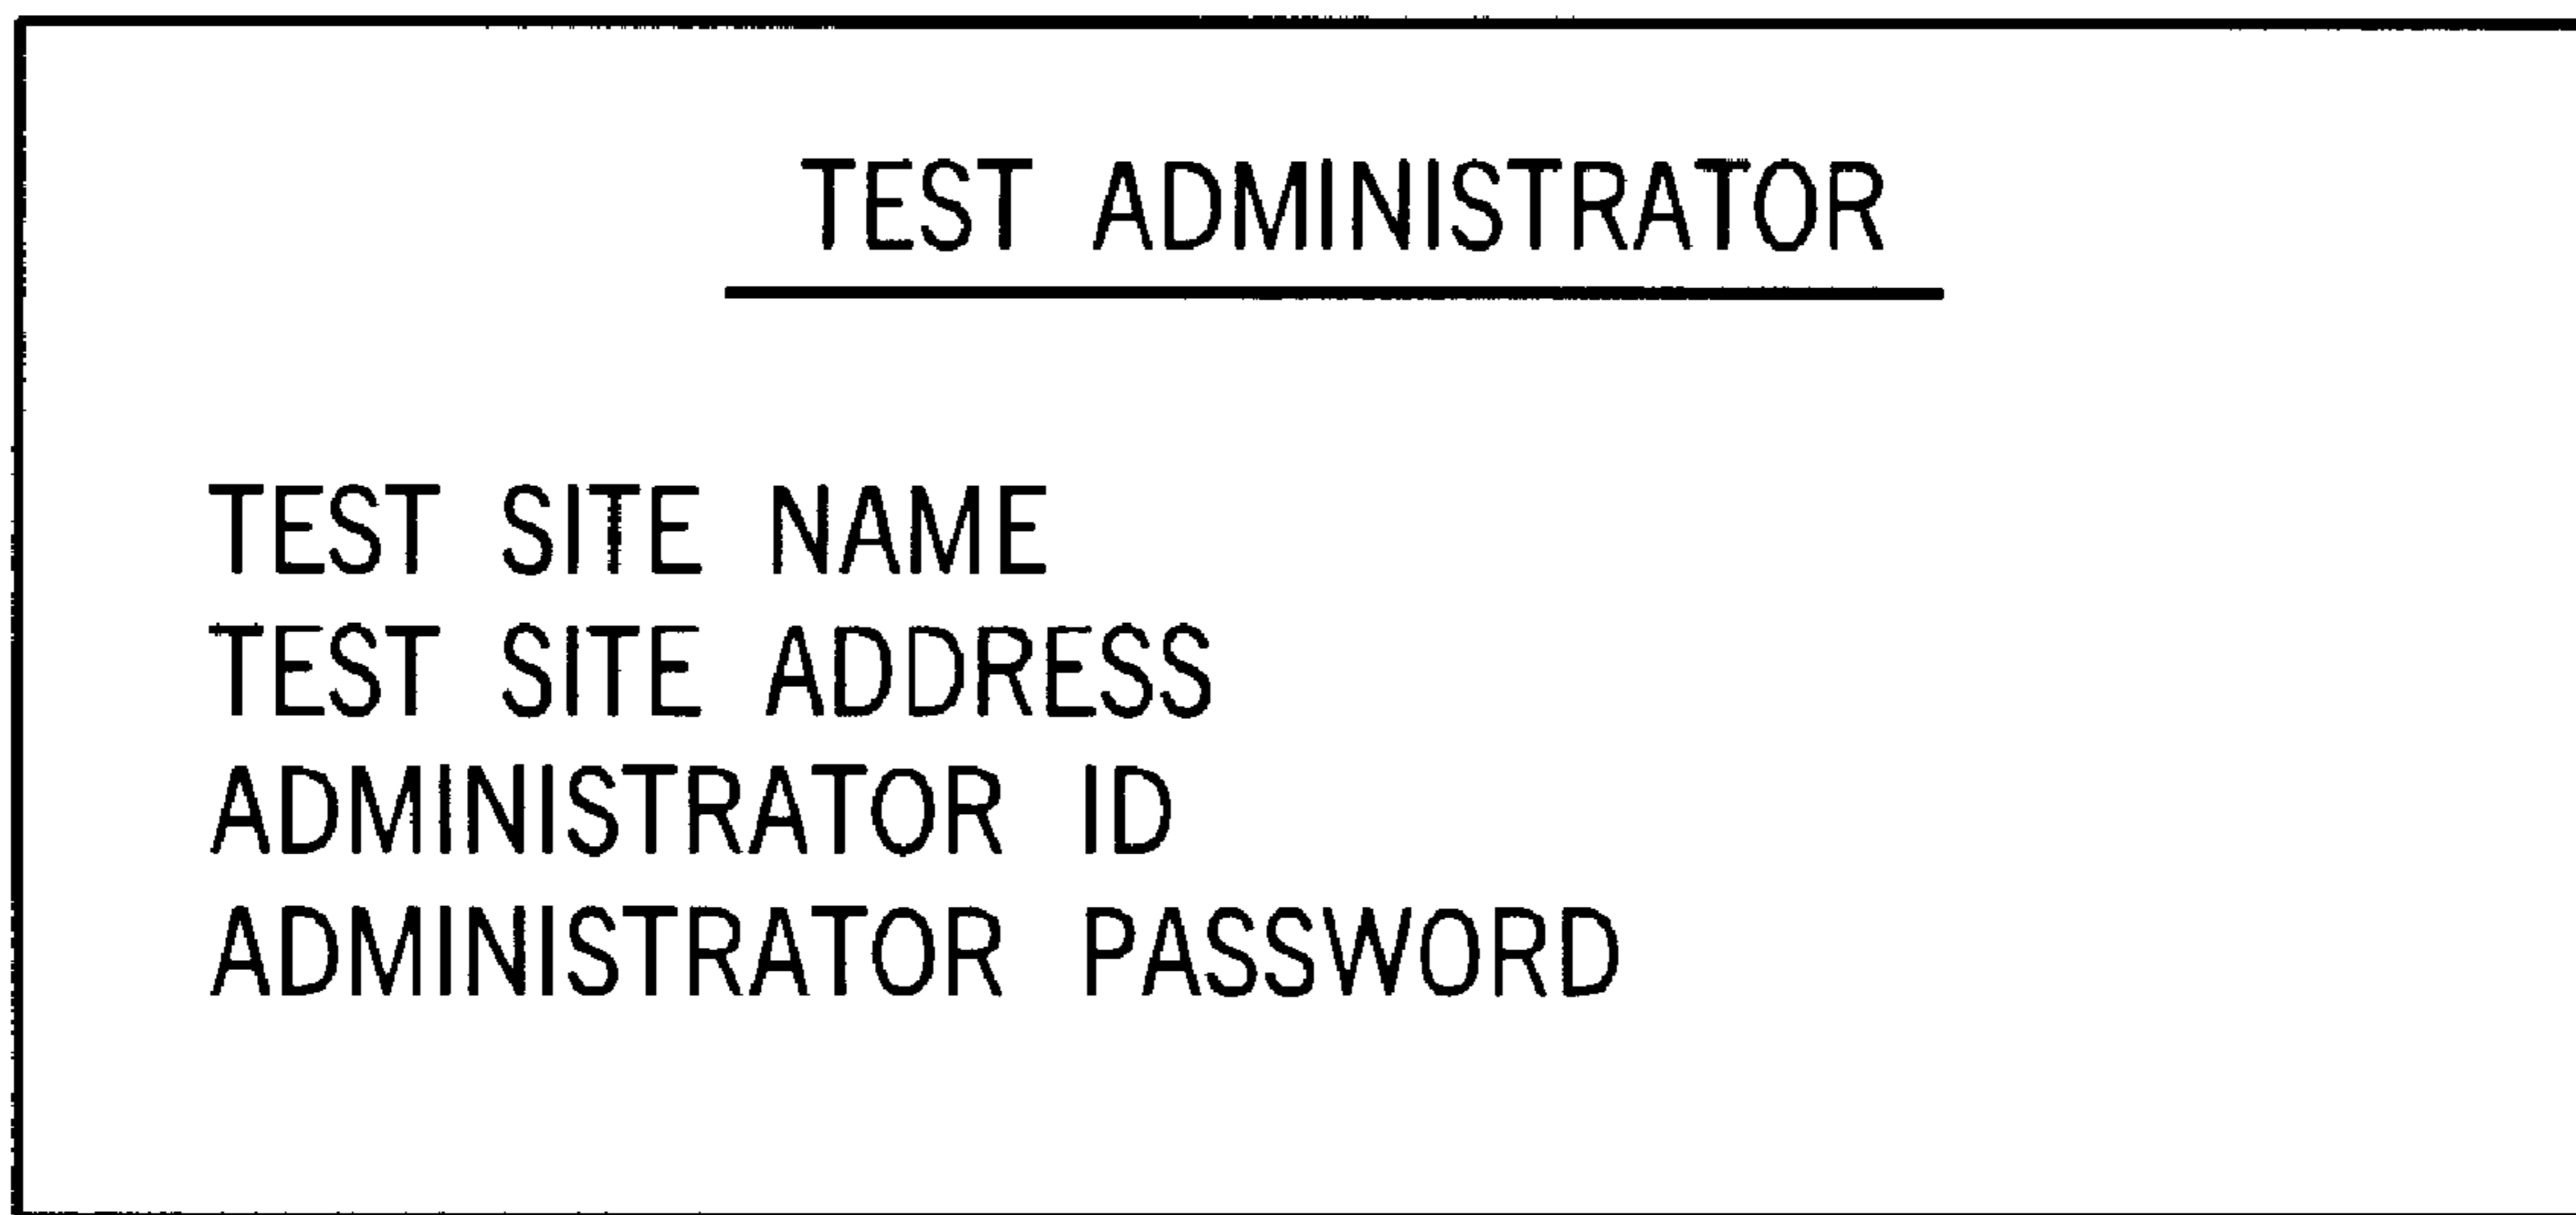 TEST ADMINISTRATOR
TEST SITE NAME
TEST SITE ADDRESS
ADMINISTRATOR ID
ADMINISTRATOR PASSWORD